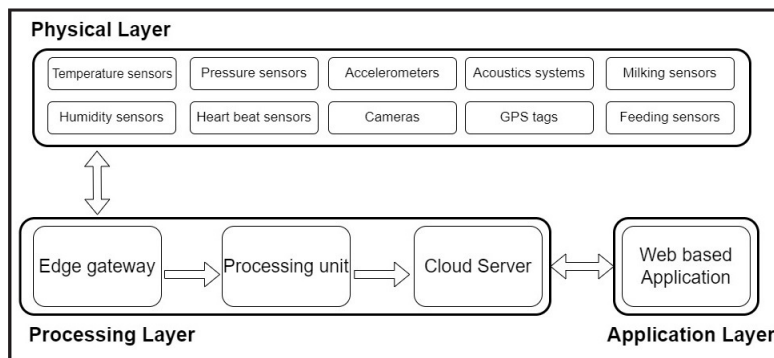 Physical Layer
Temperature sensors
Pressure sensors
Accelerometers
Acoustics systems
Milking sensors
Humidity sensors
Heart beat sensors
Cameras
GPS tags
Feeding sensors
Edge gateway
Processing unit
Cloud Server
Web based
Application
Processing Layer
Application Layer